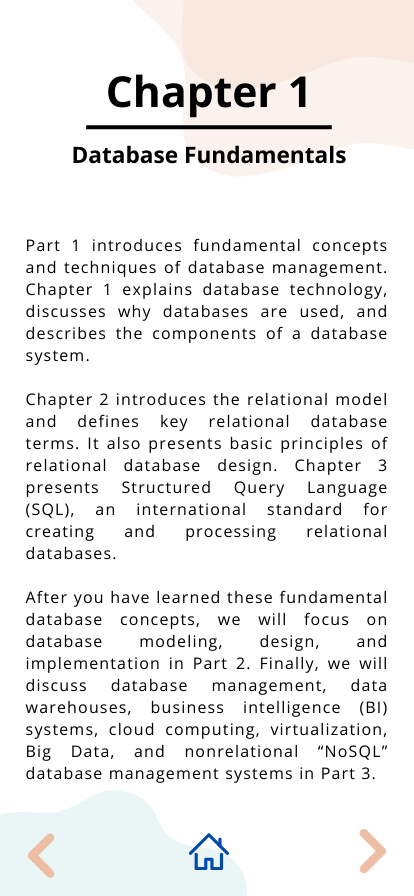 Chapter 1
Database Fundamentals
Part 1 introduces fundamental concepts
and techniques of database management.
Chapter 1 explains database technology,
discusses why databases are used, and
describes the components of a database
system.
Chapter 2 introduces the relational model
and defines key relational database
terms. It also presents basic principles of
relational database design. Chapter 3
presents Structured Query Language
(SQL), an international standard for
creating and processing relational
databases.
After you have learned these fundamental
database concepts, we will focus on
database modeling, design, and
implementation in Part 2. Finally, we will
discuss database management, data
warehouses, business intelligence (BI)
systems, cloud computing, virtualization,
Big Data, and nonrelational “NoSQL”
database management systems in Part 3.